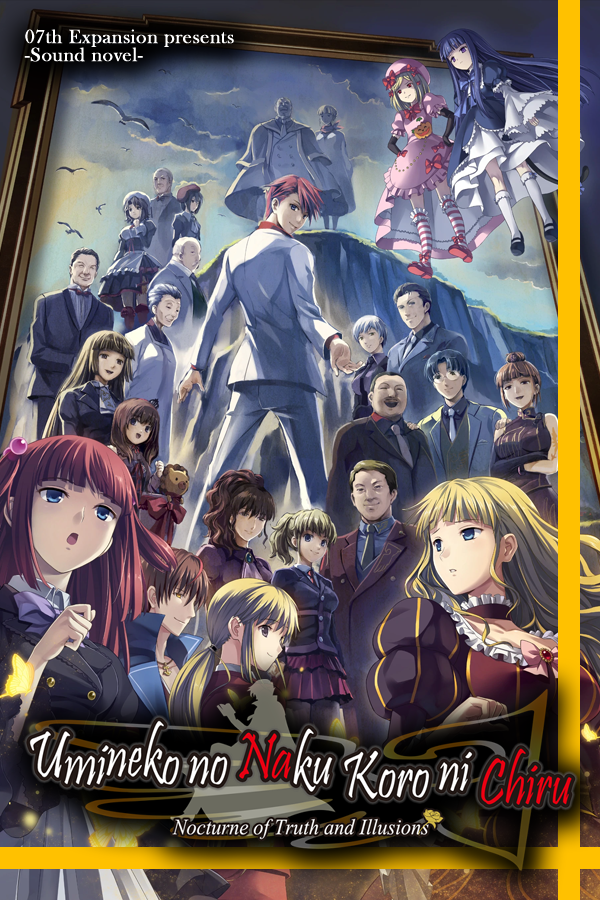 07th Expansion presents
-Sound novel-
Umineko no Naku Koro ni Chiru
Nocturne of Truth and Illusions